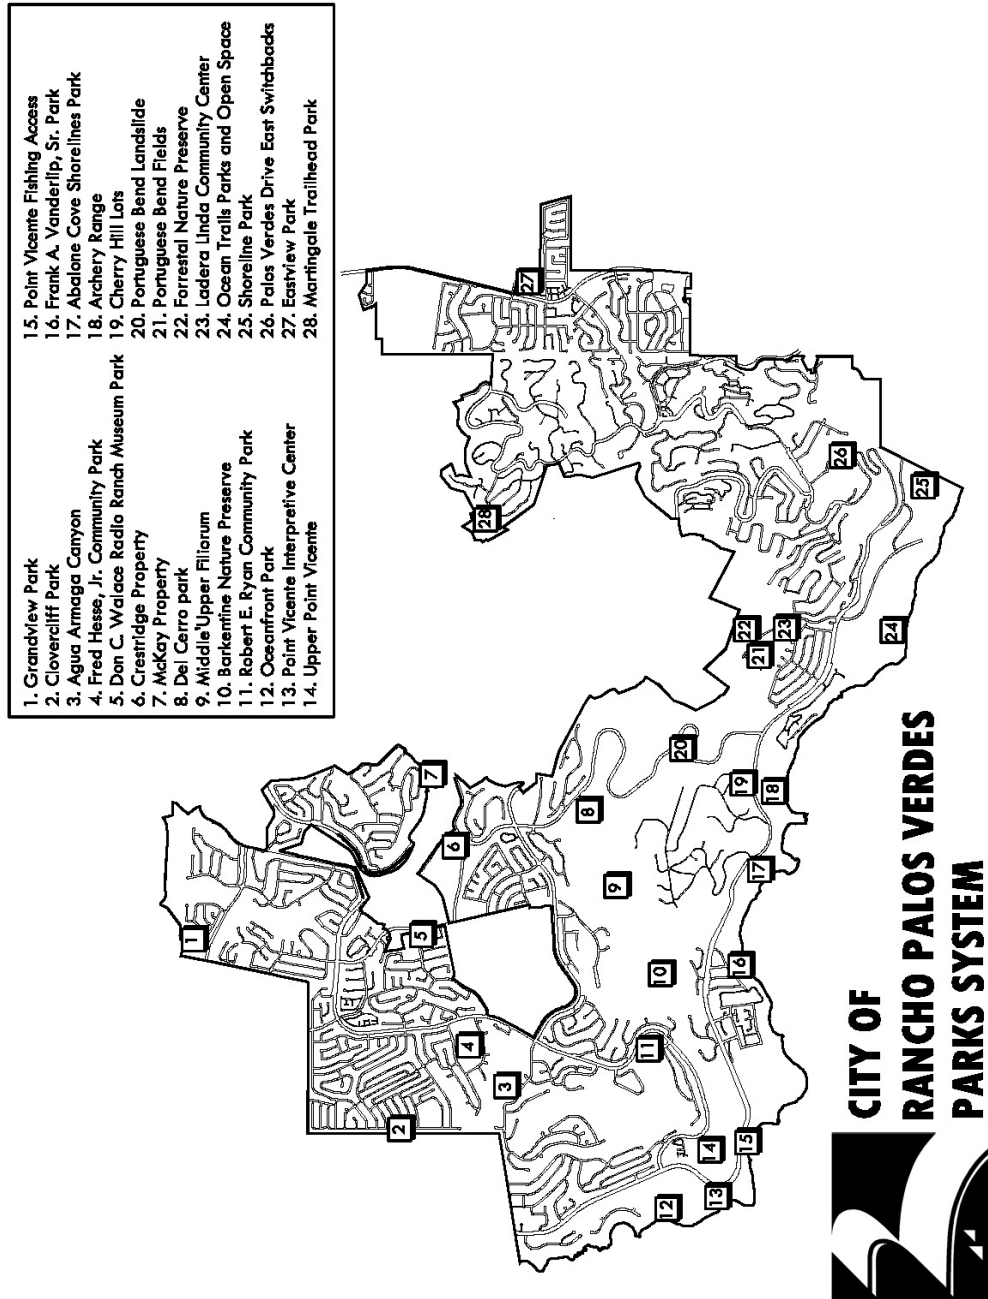 1. Grandview Park
2. Clovercliff Park
3. Agua Armaga Canyon
4. Fred Hesse, Jr. Community Park
5. Don C. Walace Radio Ranch Museum Park
6. Crestridge Property
7. McKay Property
8. Del Cerro park
9. Middle'Upper Filiorum
10. Barkentine Nature Preserve
11. Robert E. Ryan Community Park
12. Oceanfront Park
13. Point Vicente Interpretive Center
14. Upper Point Vicente
15. Point Vicente Fishing Access
16. Frank A. Vanderlip, Sr. Park
17. Abalone Cove Shorelines Park
18. Archery Range
19. Cherry Hill Lots
20. Portuguese Bend Landslide
21. Portuguese Bend Fields
22. Forrestal Nature Preserve
23. Ladera Linda Community Center
24. Ocean Trails Parks and Open Space
25. Shoreline Park
26. Palos Verdes Drive East Switchbacks
27. Eastview Park
28. Martingale Trailhead Park
1
2
3
4
5
6
7
8
9
10
11
12
13
14
15
16
17
18
19
20
21
22
23
24
25
26
27
28
CITY OF
RANCHO PALOS VERDES
PARKS SYSTEM